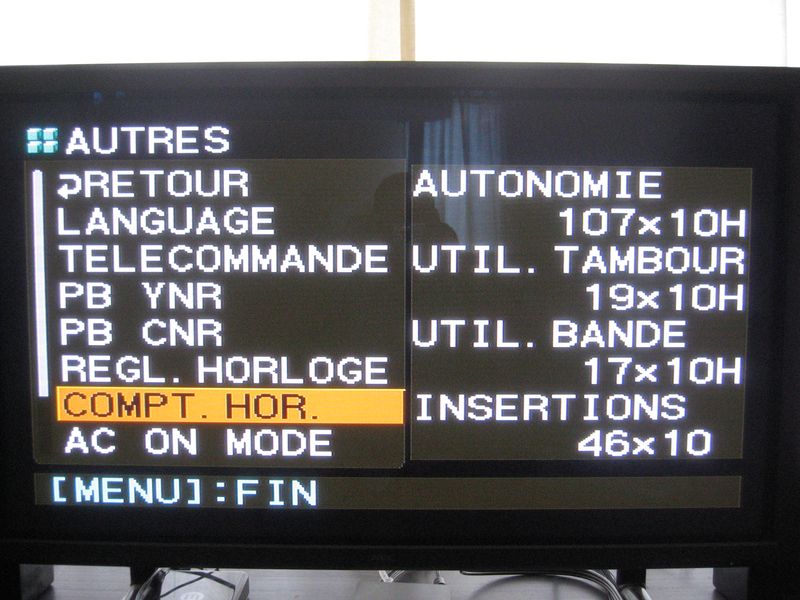 AUTRES
RETOUR
LANGUAGE
TELECOMMANDE
PB YNR
PB CNR
REGL. HORLOGE
COMPT. HOR.
AC ON MODE
AUTONOMIE
107x10H
UTIL. TAMBOUR
19x10H
UTIL. BANDE
17x10H
INSERTIONS
46x10
[MENU]:FIN